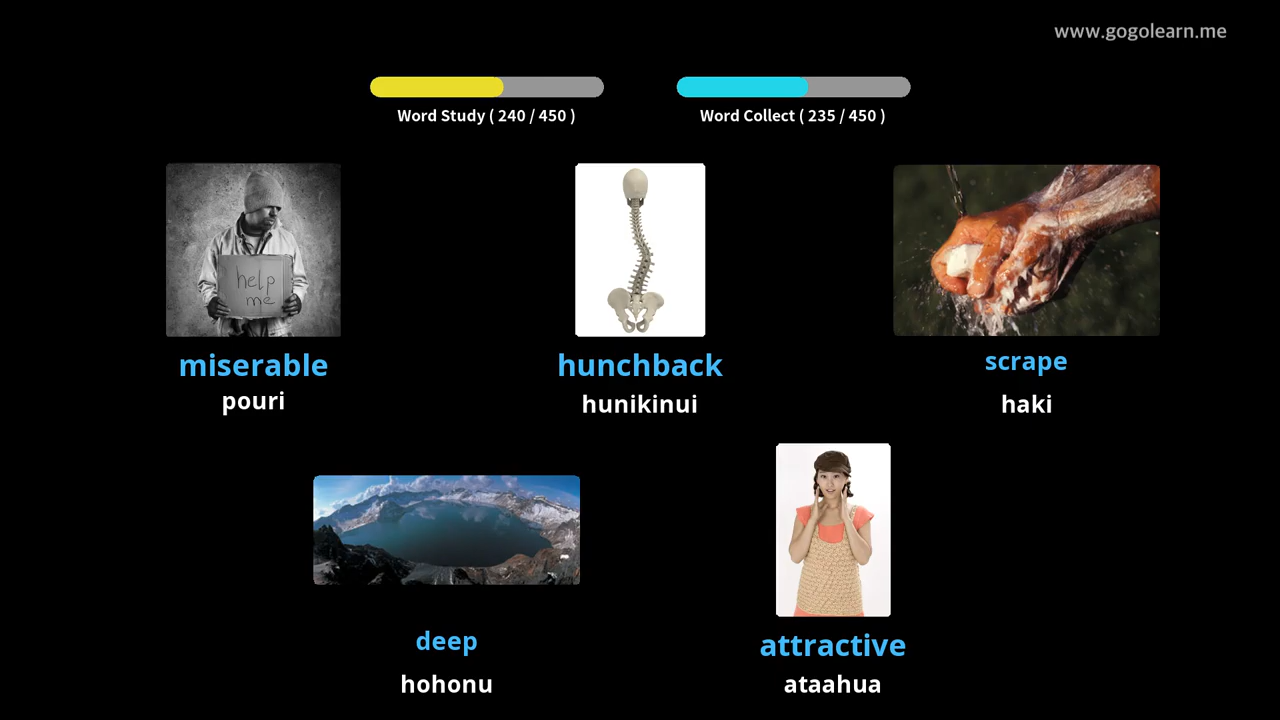 www.gogolearn.me
Word Study ( 240 / 450 )
Word Collect ( 235 / 450 )
help
me
miserable
pouri
hunchback
hunikinui
scrape
haki
deep
hohonu
attractive
ataahua